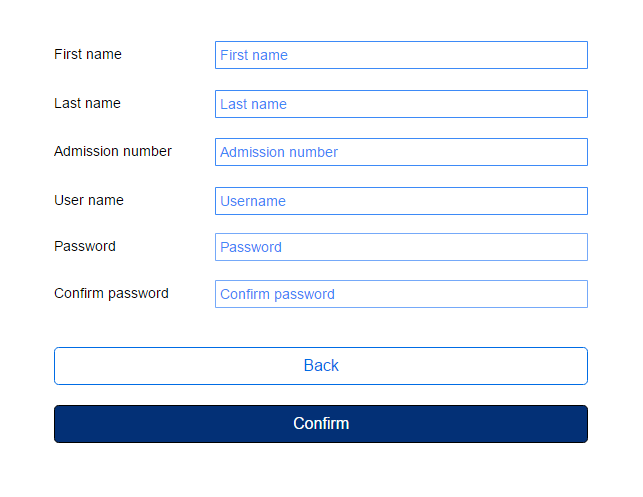 First name First name
Last name Last name
Admission number Admission number
User name Username
Password Password
Confirm password Confirm password
Back
Confirm